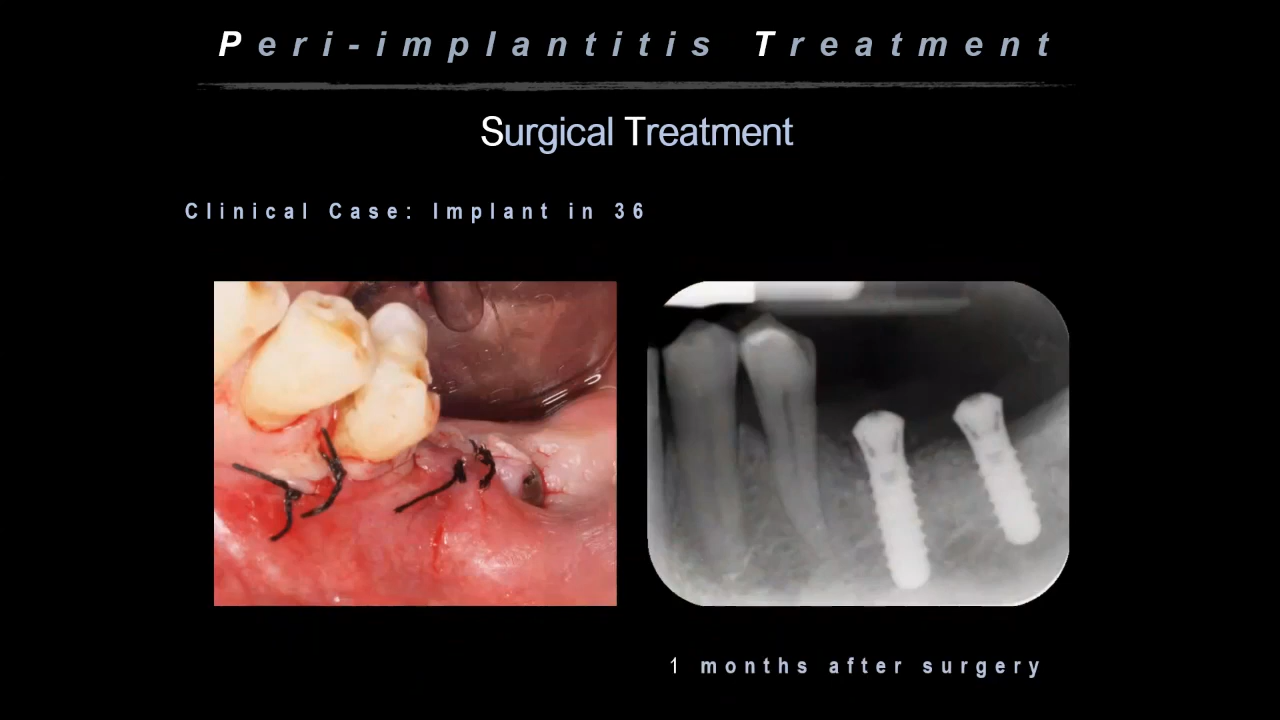 Peri-implantitis Treatment
Surgical Treatment
Clinical Case: Implant in 36
1 months after surgery